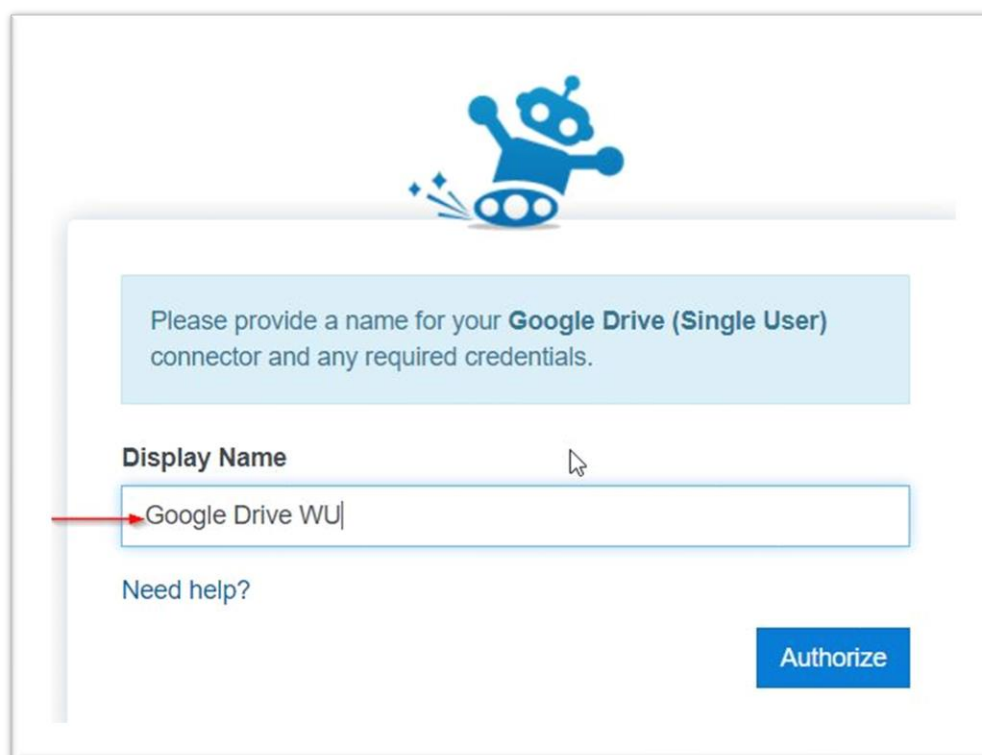 Please provide a name for your Google Drive (Single User)
connector and any required credentials.
Display Name
Google Drive WU
Need help?
Authorize